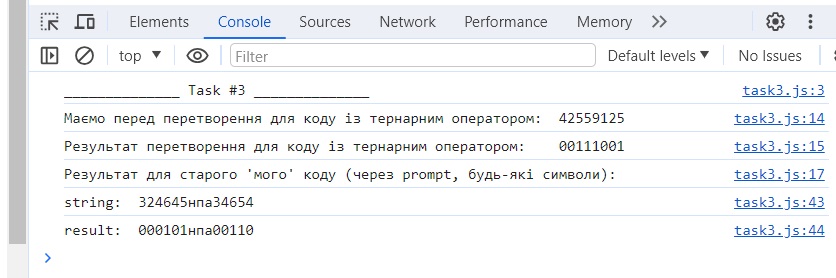 Elements Console Sources Network Performance Memory
top Filter Default levels No Issues
______________ Task #3 ______________ task3.js:3
Маємо перед перетворення для коду із тернарним оператором: 42559125 task3.js:14
Результат перетворення для коду із тернарним оператором: 00111001 task3.js:15
Результат для старого 'мого' коду (через prompt, будь-які символи): task3.js:17
string: 324645нпа34654 task3.js:43
result: 000101нпа00110 task3.js:44